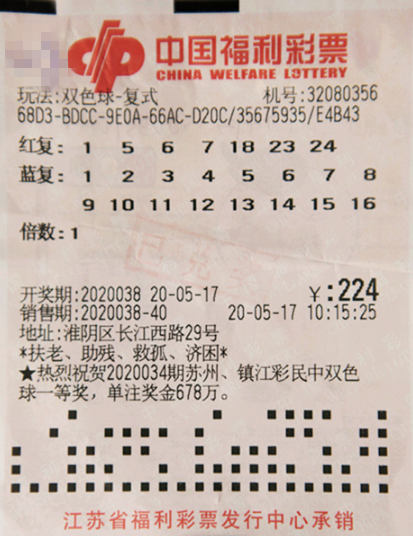 中国福利彩票
CHINA WELFARE LOTTERY
玩法:双色球-复式 机号:32080356
68D3-BDCC-9E0A-66AC-D20C/35675935/E4B43
红复: 1 5 6 7 18 23 24
蓝复: 1 2 3 4 5 6 7 8
9 10 11 12 13 14 15 16
倍数:1
已兑奖
开奖期:2020038 20-05-17 ¥:224
销售期:2020038-40 20-05-17 10:15:25
地址:淮阴区长江西路29号
*扶老、助残、救孤、济困*
★热烈祝贺2020034期苏州、镇江彩民中双色
球一等奖，单注奖金678万。
江苏省福利彩票发行中心承销